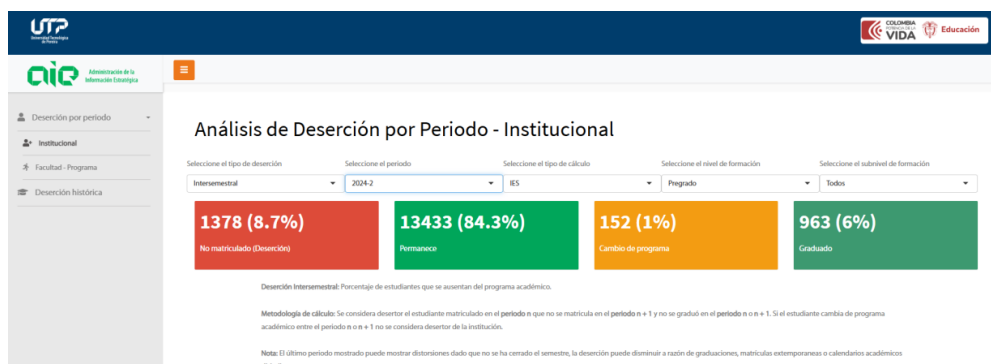 UTP
Universidad Tecnológica
de Pereira
COLOMBIA
POTENCIA DE LA
VIDA
Educación
aie
Administración de la
Información Estratégica
Deserción por periodo
Institucional
Facultad - Programa
Deserción histórica
Análisis de Deserción por Periodo - Institucional
Seleccione el tipo de deserción
Seleccione el periodo
Seleccione el tipo de cálculo
Seleccione el nivel de formación
Seleccione el subnivel de formación
Intersemestral
2024-2
IES
Pregrado
Todos
1378 (8.7%)
No matriculado (Deserción)
13433 (84.3%)
Permanece
152 (1%)
Cambio de programa
963 (6%)
Graduado
Deserción Intersemestral: Porcentaje de estudiantes que se ausentan del programa académico.
Metodología de cálculo: Se considera desertor el estudiante matriculado en el periodo n que no se matricula en el periodo n + 1 y no se graduó en el periodo n o n + 1. Si el estudiante cambia de programa
académico entre el periodo n o n + 1 no se considera desertor de la institución.
Nota: El último periodo mostrado puede mostrar distorsiones dado que no se ha cerrado el semestre, la deserción puede disminuir a razón de graduaciones, matrículas extemporaneas o calendarios académicos